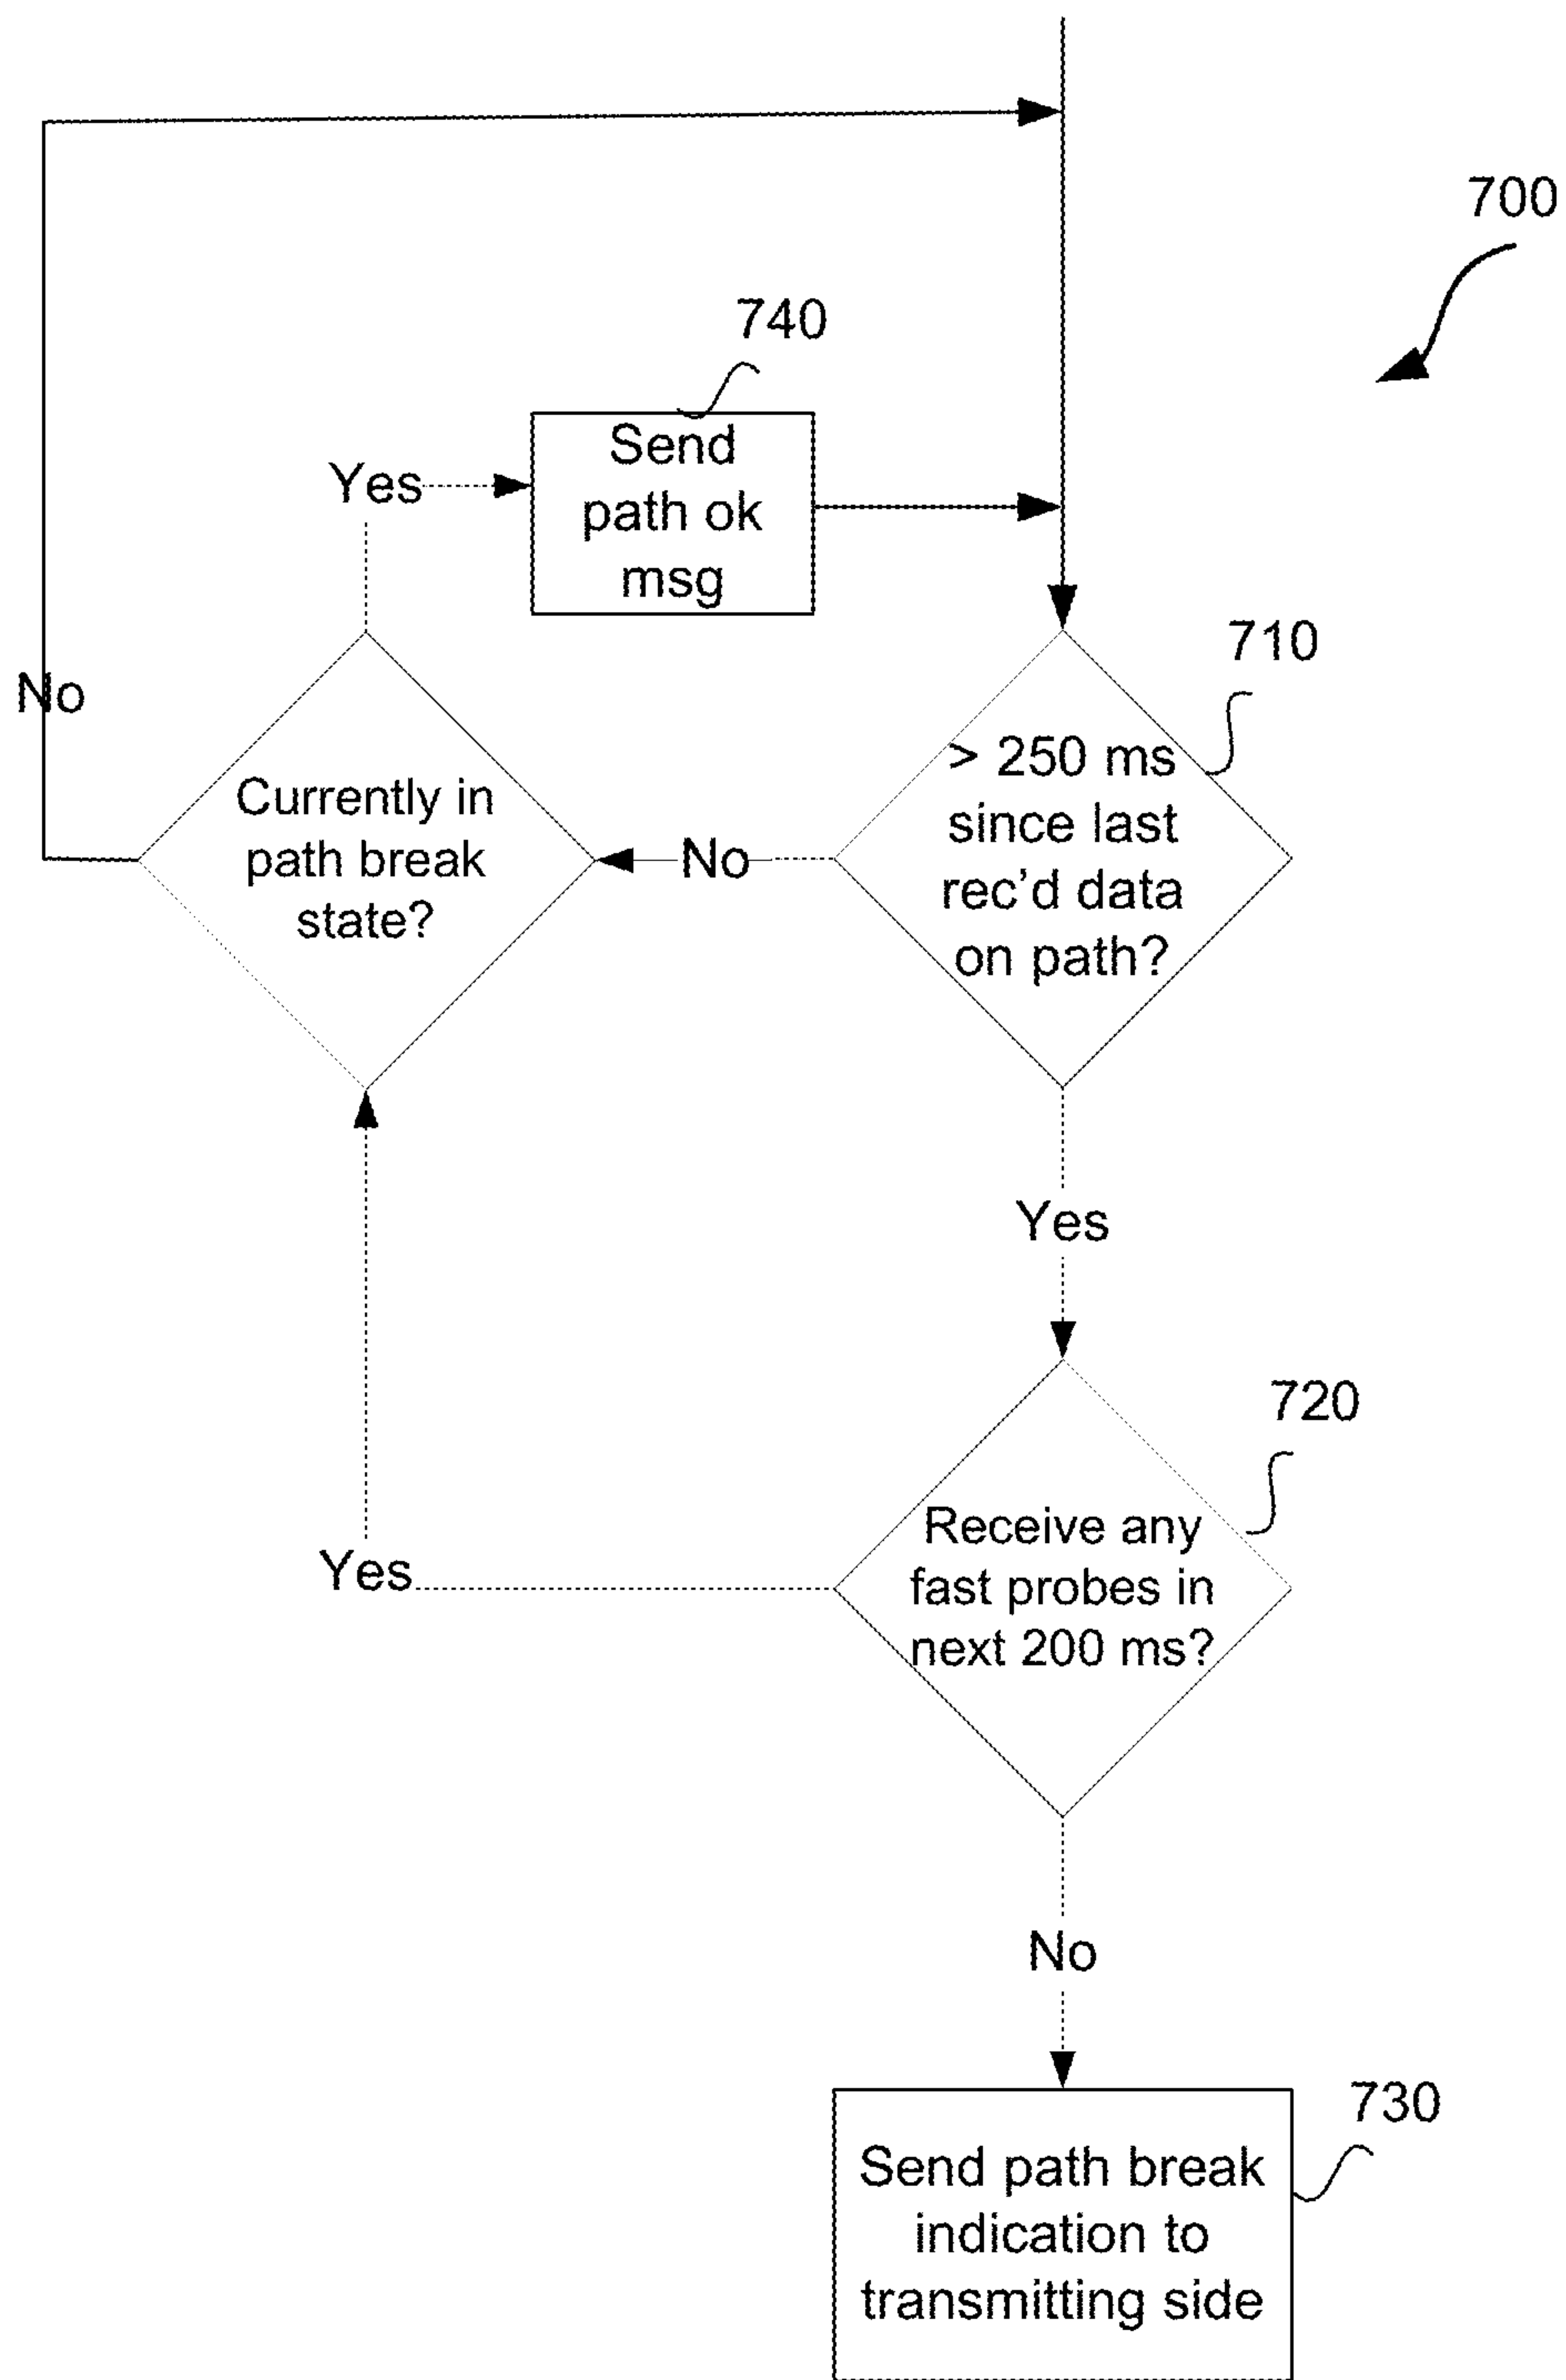 700
740
Send
path ok
msg
Yes
No
710
> 250 ms
since last
rec'd data
on path?
Currently in
path break
state?
No
Yes
720
Receive any
fast probes in
next 200 ms?
Yes
No
730
Send path break
indication to
transmitting side